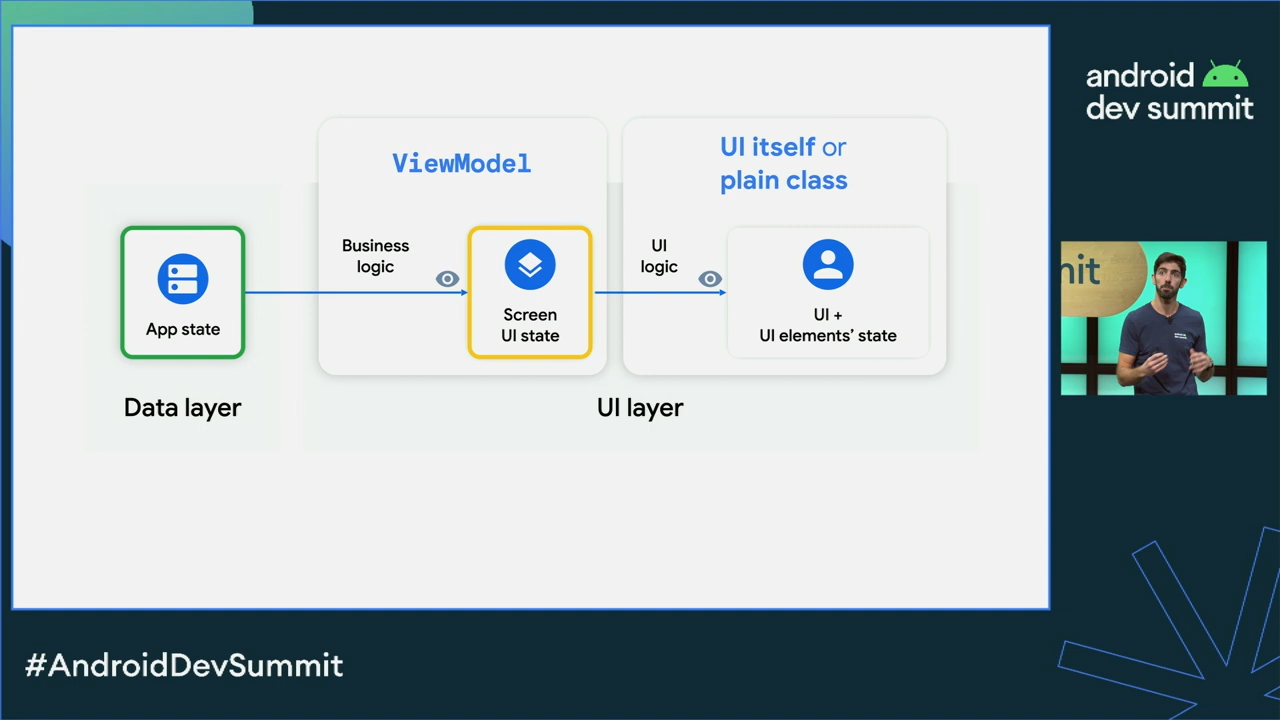 ViewModel
UI itself or
plain class
Business
logic
UI
logic
App state
Screen
UI state
UI +
UI elements’ state
Data layer
UI layer
android
dev summit
nit
#AndroidDevSummit